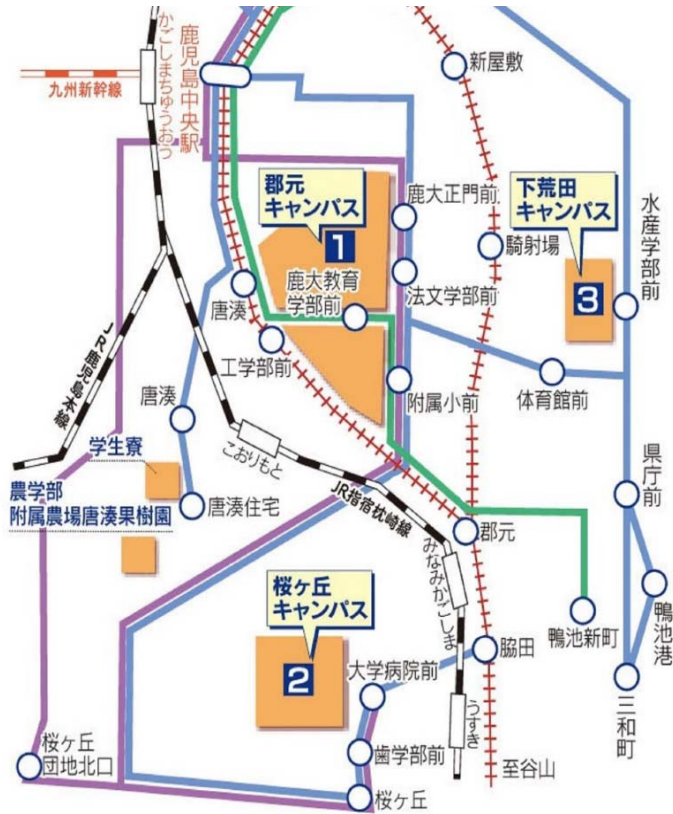 九州新幹線
かごしまちゅうおう
鹿児島中央駅
新屋敷
郡元
キャンパス
1
鹿大正門前
下荒田
キャンパス
3
水産学部前
騎射場
鹿大教育
学部前
法文学部前
唐湊
工学部前
JR鹿児島本線
唐湊
附属小前
体育館前
こおりもと
学生寮
農学部
附属農場唐湊果樹園
唐湊住宅
JR指宿枕崎線
県庁前
郡元
みなみかごしま
桜ヶ丘
キャンパス
2
鴨池新町
鴨池港
大学病院前
脇田
三和町
うすき
桜ヶ丘
団地北口
歯学部前
至谷山
桜ヶ丘